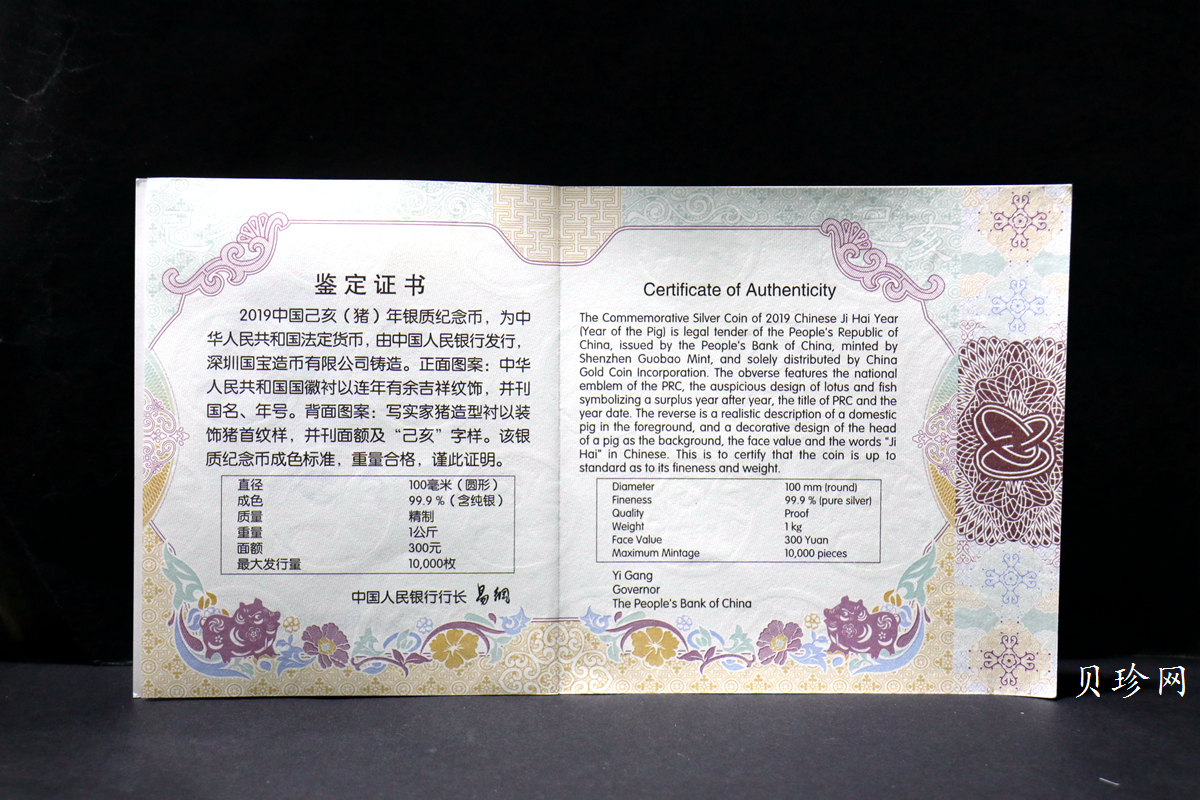 鉴定证书
2019中国己亥（猪）年银质纪念币，为中
华人民共和国法定货币，由中国人民银行发行，
深圳国宝造币有限公司铸造。正面图案：中华
人民共和国国徽衬以连年有余吉祥纹饰，并刊
国名、年号。背面图案：写实家猪造型衬以装
饰猪首纹样，并刊面额及“己亥”字样。该银
质纪念币成色标准，重量合格，谨此证明。
直径 100毫米（圆形）
成色 99.9％（含纯银）
质量 精制
重量 1公斤
面额 300元
最大发行量 10,000枚
中国人民银行行长 易纲
Certificate of Authenticity
The Commemorative Silver Coin of 2019 Chinese Ji Hai Year
(Year of the Pig) is legal tender of the People's Republic of
China, issued by the People's Bank of China, minted by
Shenzhen Guobao Mint, and solely distributed by China
Gold Coin Incorporation. The obverse features the national
emblem of the PRC, the auspicious design of lotus and fish
symbolizing a surplus year after year, the title of PRC and the
year date. The reverse is a realistic description of a domestic
pig in the foreground, and a decorative design of the head
of a pig as the background, the face value and the words "Ji
Hai" in Chinese. This is to certify that the coin is up to
standard as to its fineness and weight.
Diameter 100 mm (round)
Fineness 99.9 % (pure silver)
Quality Proof
Weight 1 kg
Face Value 300 Yuan
Maximum Mintage 10,000 pieces
Yi Gang
Governor
The People's Bank of China
己亥
贝珍网